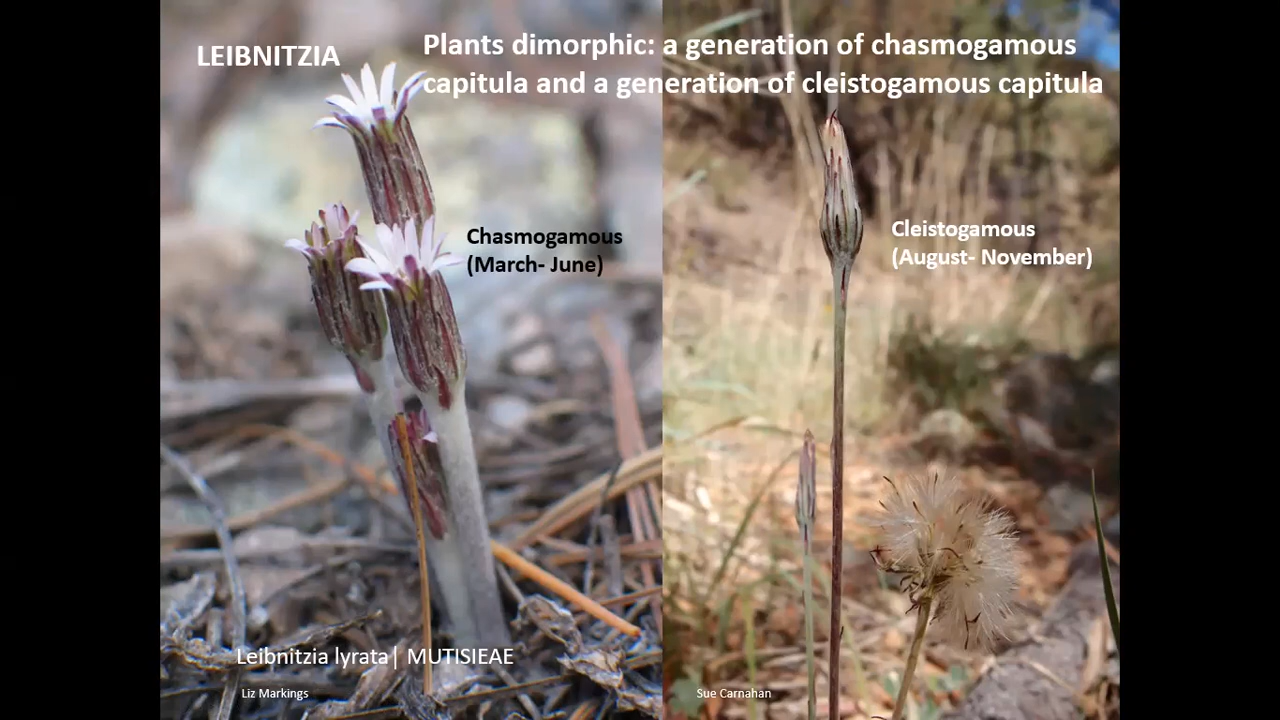 LEIBNITZIA
Plants dimorphic: a generation of chasmogamous
capitula and a generation of cleistogamous capitula
Chasmogamous
(March- June)
Cleistogamous
(August- November)
Leibnitzia lyrata| MUTISIEAE
Liz Markings
Sue Carnahan